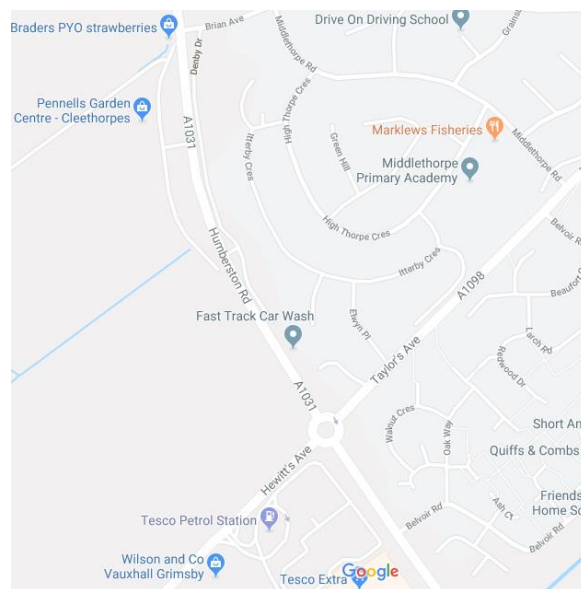 Drive On Driving School
Braders PYO strawberries
Brian Ave
Middlethorpe Rd
Denby Dr
Pennells Garden
Centre - Cleethorpes
A1031
Itterby Cres
High Thorpe Cres
Green Hill
Marklews Fisheries
Middlethorpe Rd
Middlethorpe
Primary Academy
High Thorpe Cres
Humberston Rd
Itterby Cres
A1098
Fast Track Car Wash
Elwyn Pl
Taylor's Ave
Larch Rd
Redwood Dr
A1031
Walnut Cres
Oak Way
Short An
Quiffs & Combs
Hewitt's Ave
Ash Ct
Friends
Home Sc
Belvoir Rd
Belvoir Rd
Tesco Petrol Station
Wilson and Co
Vauxhall Grimsby
Tesco Extra
Google